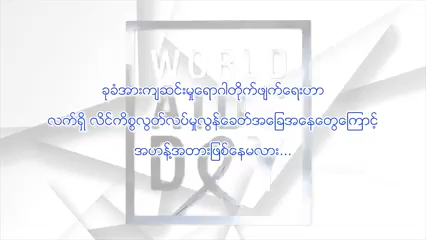 WORLD
AIDS
DAY
ခုခံအားကျဆင်းမှုရောဂါတိုက်ဖျက်ရေးဟာ
လက်ရှိ လိင်ကိစ္စလွတ်လပ်မှုလွန်ခေတ်အခြေအနေတွေကြောင့်
အဟန့်အတားဖြစ်နေမလား...